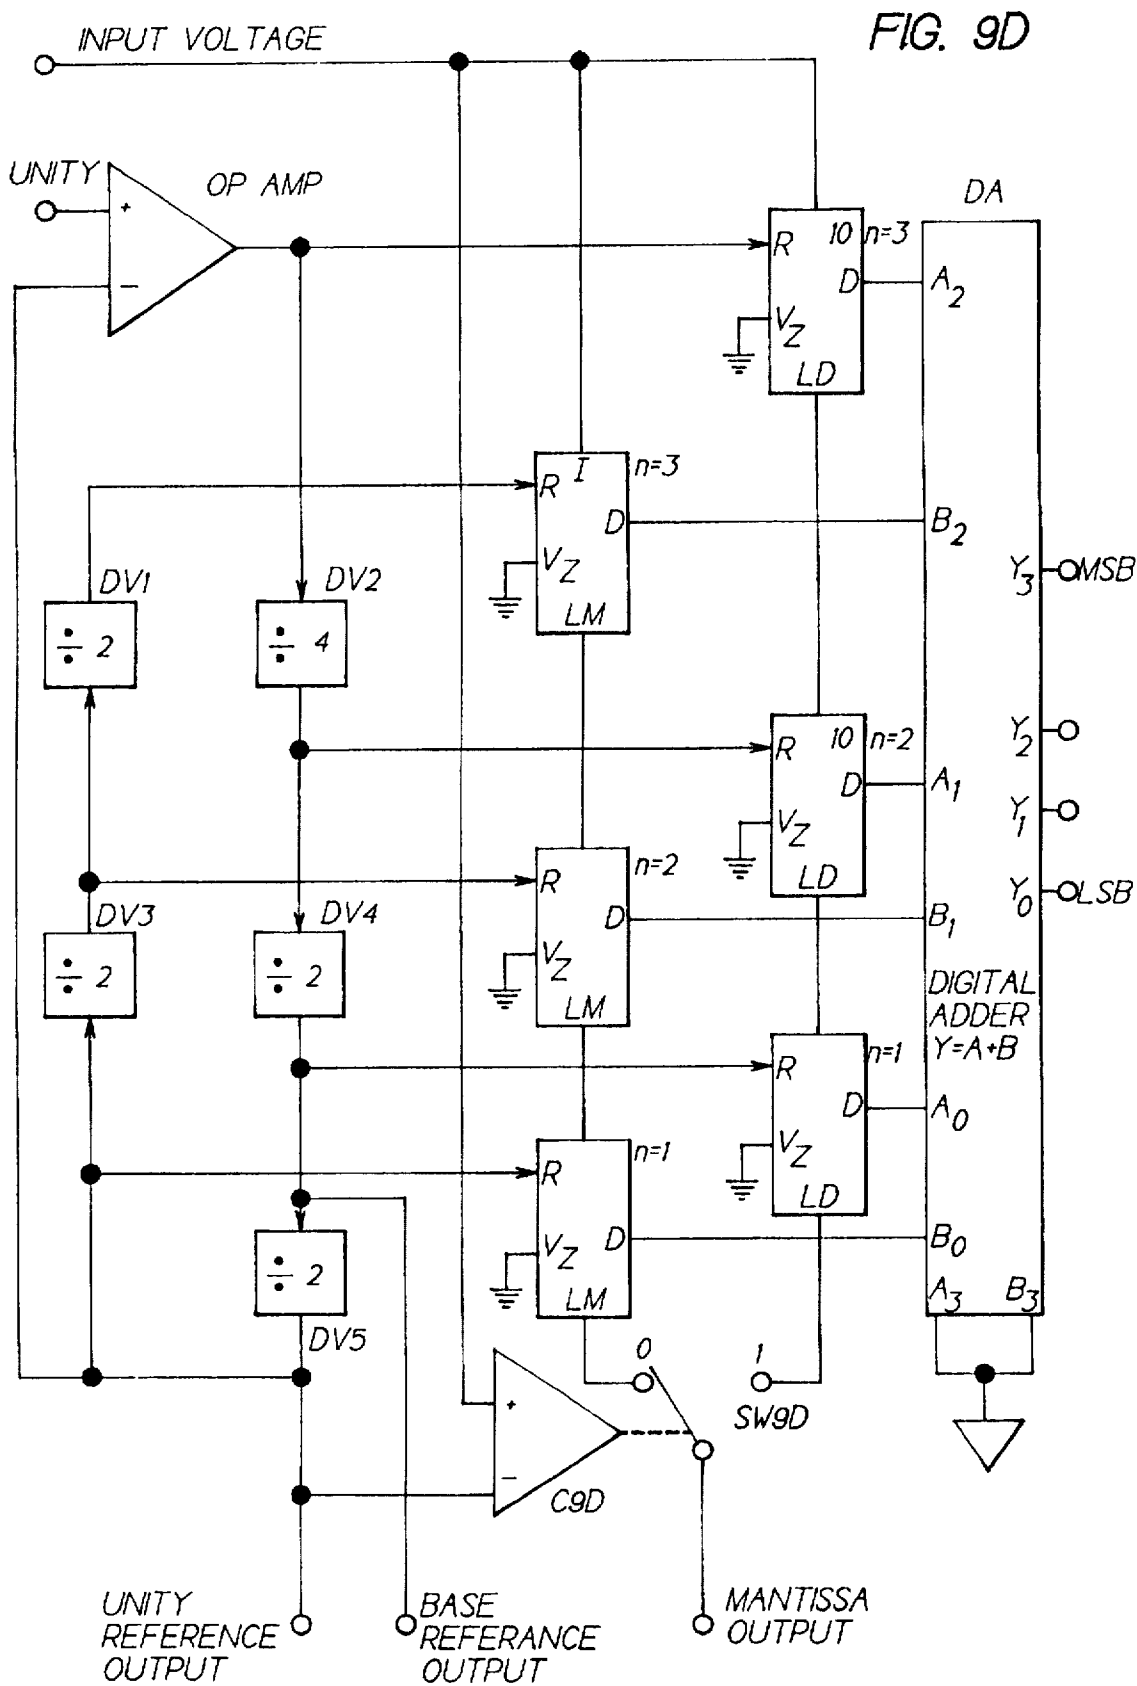 FIG. 9D
INPUT VOLTAGE
UNITY
OP AMP
+
−
DA
R 10 n=3
D
VZ
LD
A2
R I n=3
D
VZ
LM
B2
Y3 MSB
DV1
÷ 2
DV2
÷ 4
R 10 n=2
D
VZ
LD
A1
Y2
Y1
Y0 LSB
R n=2
D
VZ
LM
B1
DV3
÷ 2
DV4
÷ 2
DIGITAL
ADDER
Y=A+B
R n=1
D
VZ
LD
A0
R n=1
D
VZ
LM
B0
A3 B3
÷ 2
DV5
0
1
SW9D
+
−
C9D
UNITY
REFERENCE
OUTPUT
BASE
REFERANCE
OUTPUT
MANTISSA
OUTPUT